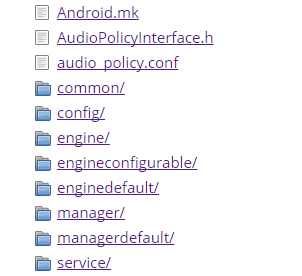 Android.mk
AudioPolicyInterface.h
audio_policy.conf
common/
config/
engine/
engineconfigurable/
enginedefault/
manager/
managerdefault/
service/